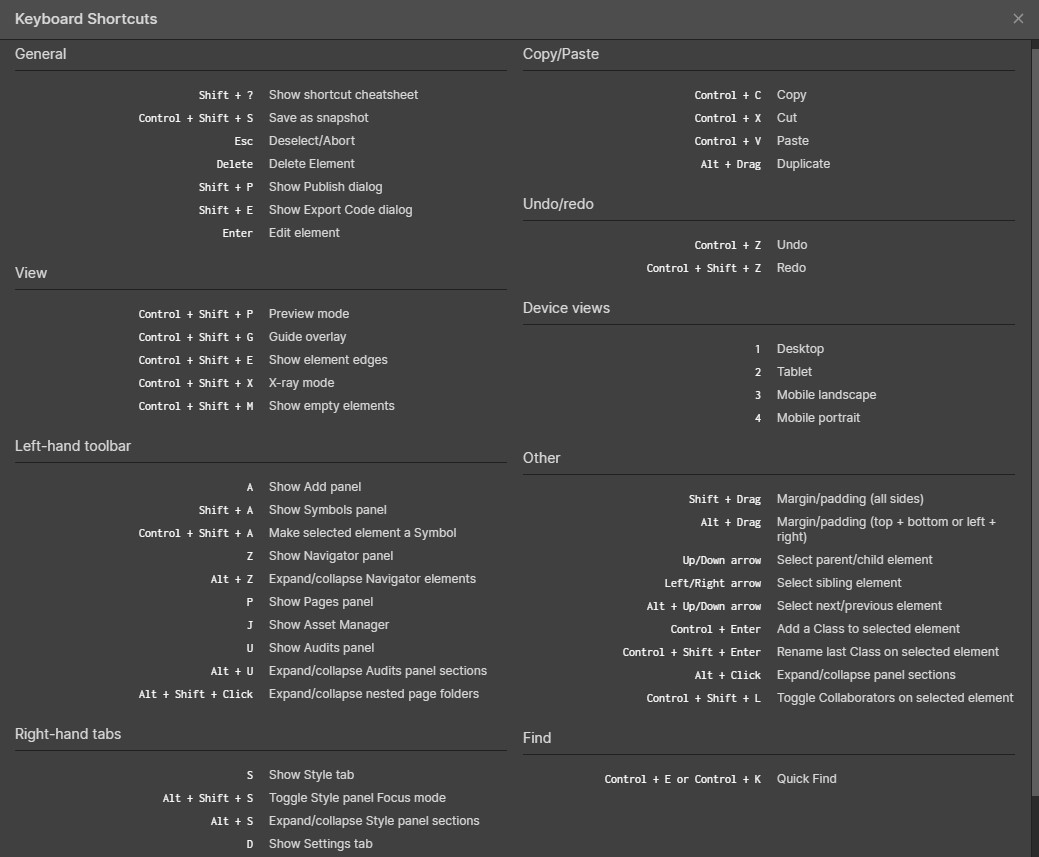 Keyboard Shortcuts
General
Shift + ? Show shortcut cheatsheet
Control + Shift + S Save as snapshot
Esc Deselect/Abort
Delete Delete Element
Shift + P Show Publish dialog
Shift + E Show Export Code dialog
Enter Edit element
View
Control + Shift + P Preview mode
Control + Shift + G Guide overlay
Control + Shift + E Show element edges
Control + Shift + X X-ray mode
Control + Shift + M Show empty elements
Left-hand toolbar
A Show Add panel
Shift + A Show Symbols panel
Control + Shift + A Make selected element a Symbol
Z Show Navigator panel
Alt + Z Expand/collapse Navigator elements
P Show Pages panel
J Show Asset Manager
U Show Audits panel
Alt + U Expand/collapse Audits panel sections
Alt + Shift + Click Expand/collapse nested page folders
Right-hand tabs
S Show Style tab
Alt + Shift + S Toggle Style panel Focus mode
Alt + S Expand/collapse Style panel sections
D Show Settings tab
Copy/Paste
Control + C Copy
Control + X Cut
Control + V Paste
Alt + Drag Duplicate
Undo/redo
Control + Z Undo
Control + Shift + Z Redo
Device views
1 Desktop
2 Tablet
3 Mobile landscape
4 Mobile portrait
Other
Shift + Drag Margin/padding (all sides)
Alt + Drag Margin/padding (top + bottom or left +
right)
Up/Down arrow Select parent/child element
Left/Right arrow Select sibling element
Alt + Up/Down arrow Select next/previous element
Control + Enter Add a Class to selected element
Control + Shift + Enter Rename last Class on selected element
Alt + Click Expand/collapse panel sections
Control + Shift + L Toggle Collaborators on selected element
Find
Control + E or Control + K Quick Find